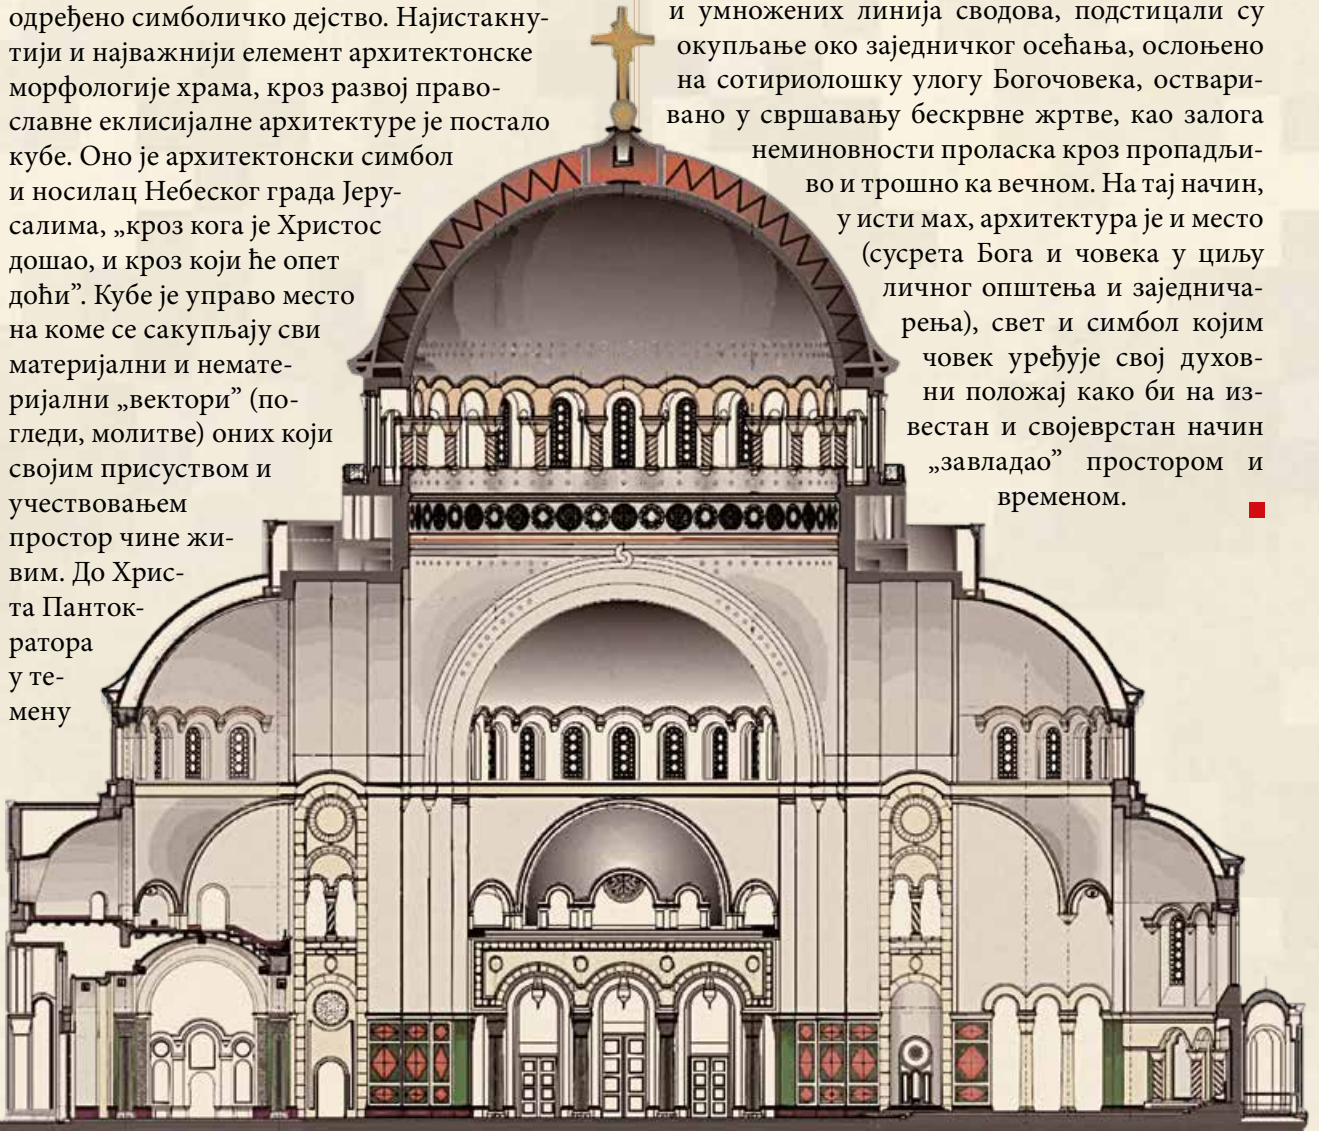 одређено симболичко дејство. Најистакну-
тији и најважнији елемент архитектонске
морфологије храма, кроз развој право-
славне еклисијалне архитектуре је постало
кубе. Оно је архитектонски симбол
и носилац Небеског града Јеру-
салима, „кроз кога је Христос
дошао, и кроз који ће опет
доћи”. Кубе је управо место
на коме се сакупљају сви
материјални и немате-
ријални „вектори” (по-
гледи, молитве) оних који
својим присуством и
учествовањем
простор чине жи-
вим. До Хрис-
та Панток-
ратора
у те-
мену
и умножених линија сводова, подстицали су
окупљање око заједничког осећања, ослоњено
на сотириолошку улогу Богочовека, оствари-
вано у свршавању бескрвне жртве, као залога
неминовности проласка кроз пропадљи-
во и трошно ка вечном. На тај начин,
у исти мах, архитектура је и место
(сусрета Бога и човека у циљу
личног општења и заједнича-
рења), свет и симбол којим
човек уређује свој духов-
ни положај како би на из-
вестан и својеврстан начин
„завладао” простором и
временом.